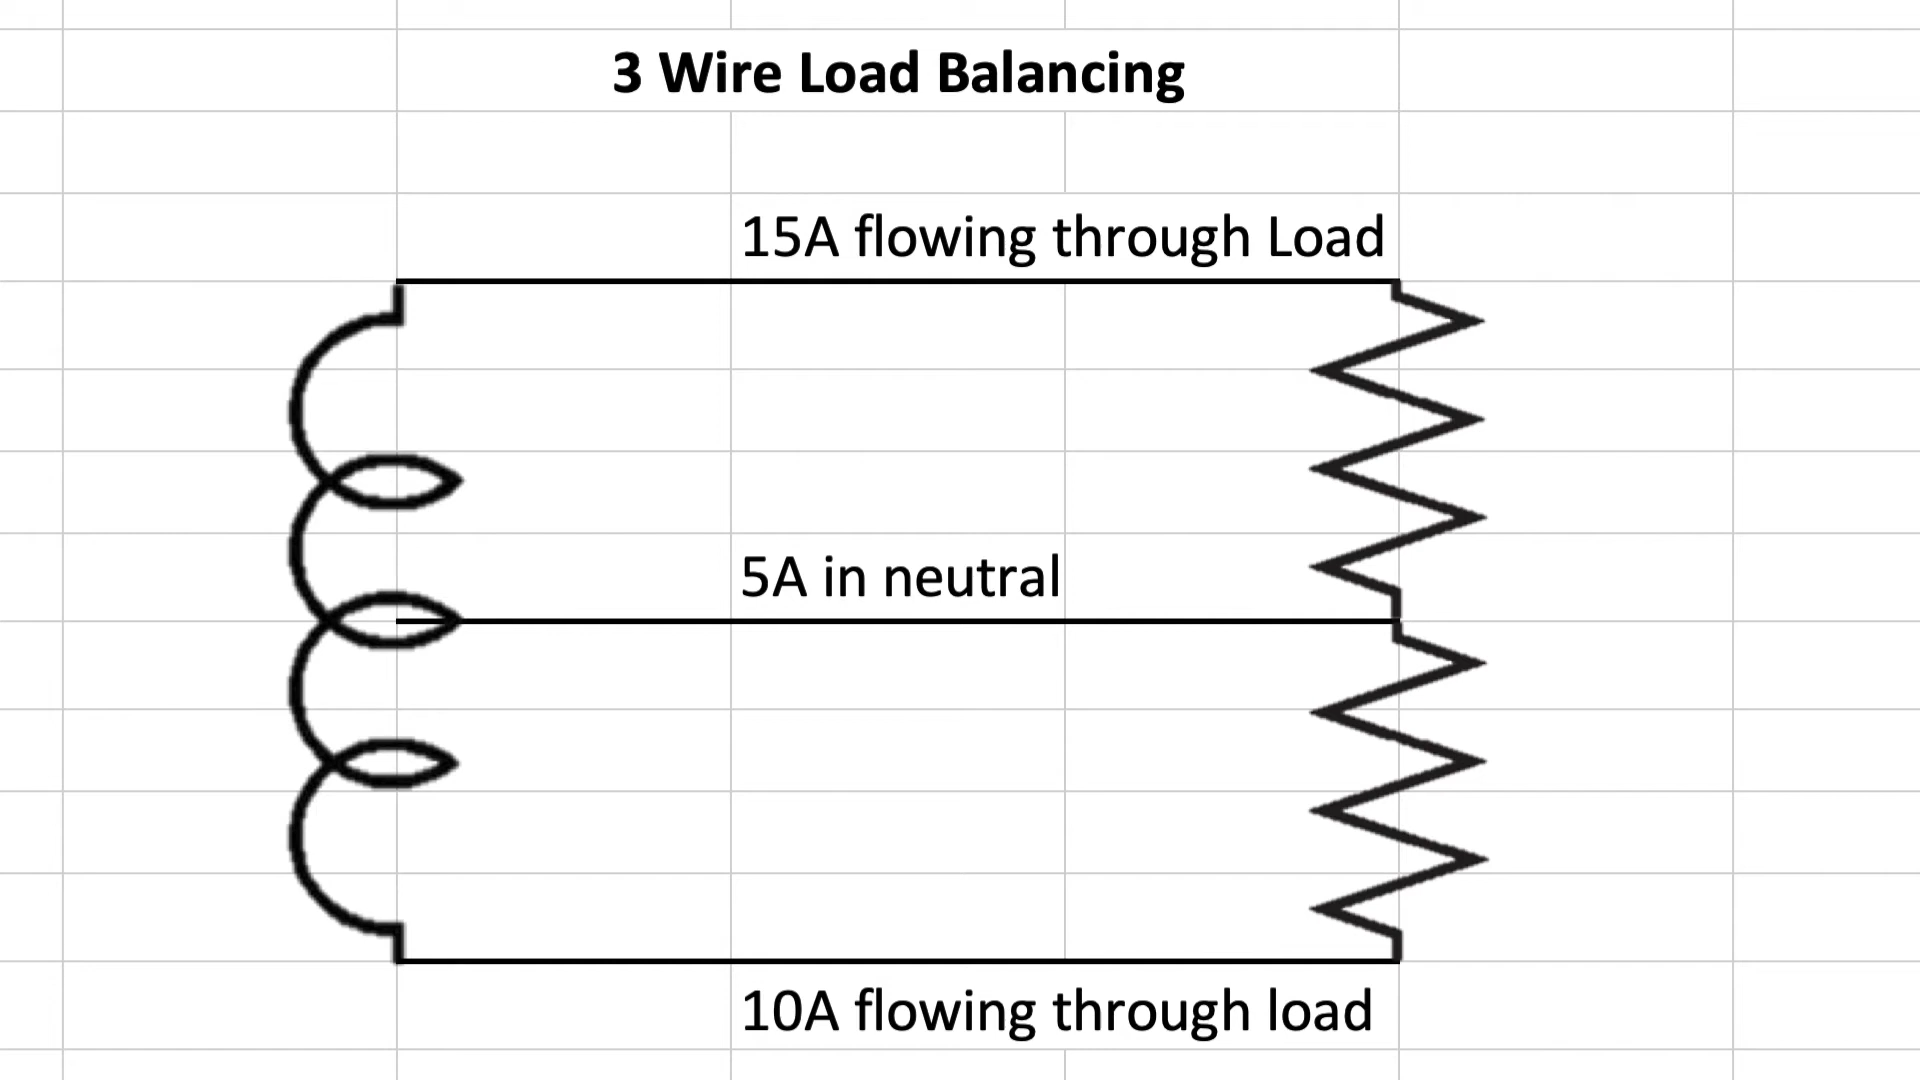 3 Wire Load Balancing
15A flowing through Load
5A in neutral
10A flowing through load